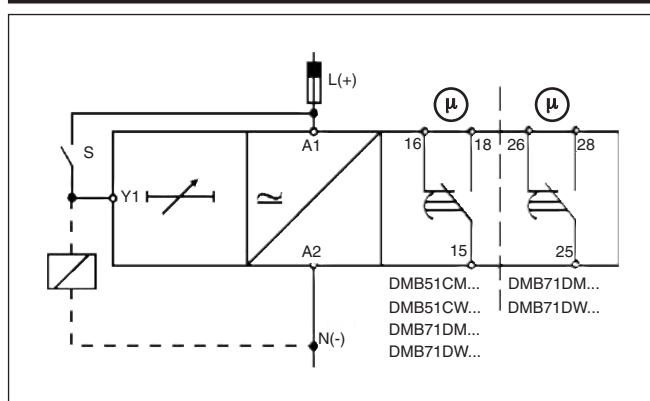 L(+)
µ µ
S
A1 16 18 26 28
Y1
≃
A2 15 25
DMB51CM... DMB71DM...
DMB51CW... DMB71DW...
DMB71DM...
DMB71DW...
N(-)